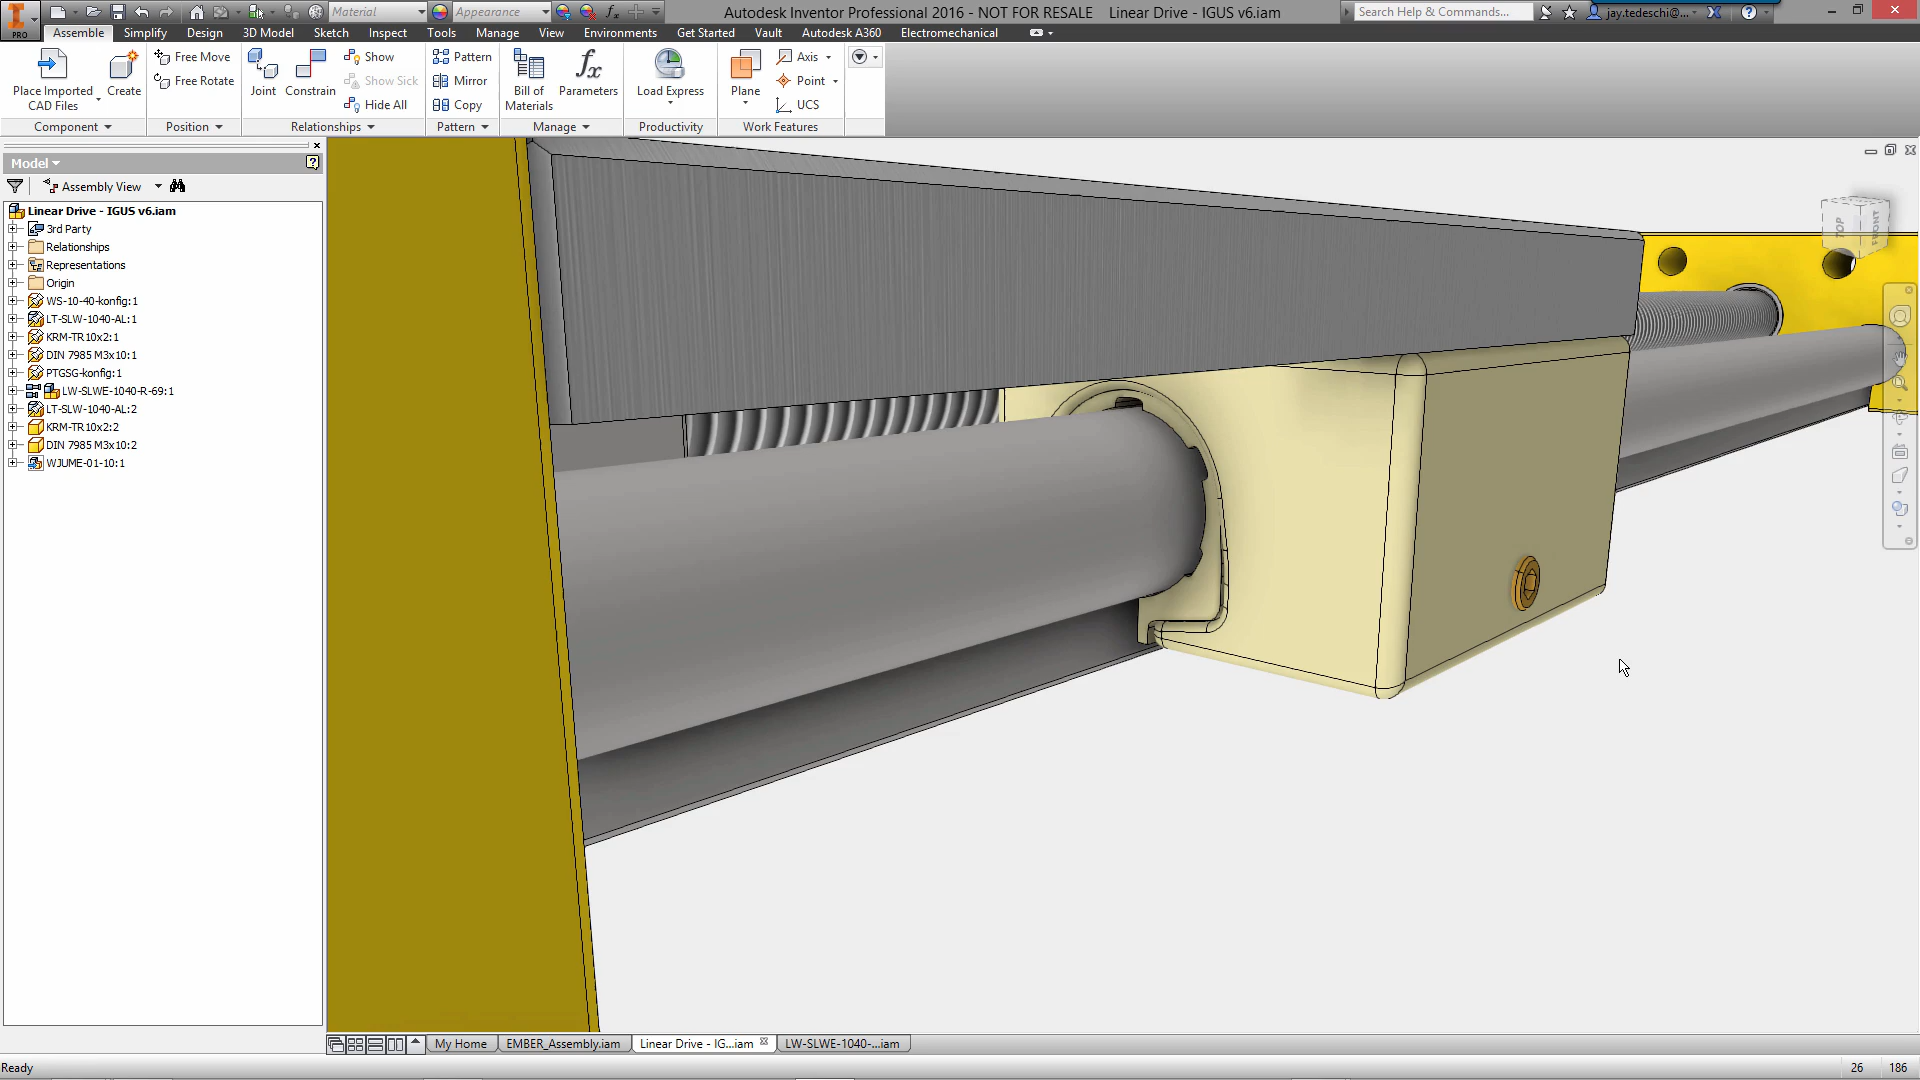 Material
Appearance
Autodesk Inventor Professional 2016 - NOT FOR RESALE Linear Drive - IGUS v6.iam
Search Help & Commands...
jay.tedeschi@...
PRO
Assemble Simplify Design 3D Model Sketch Inspect Tools Manage View Environments Get Started Vault Autodesk A360 Electromechanical
Place Imported
CAD Files
Create
Free Move
Free Rotate
Joint
Constrain
Show
Show Sick
Hide All
Pattern
Mirror
Copy
Bill of
Materials
fx
Parameters
Load Express
Plane
Axis
Point
UCS
Component
Position
Relationships
Pattern
Manage
Productivity
Work Features
Model
Assembly View
Linear Drive - IGUS v6.iam
3rd Party
Relationships
Representations
Origin
WS-10-40-konfig:1
LT-SLW-1040-AL:1
KRM-TR10x2:1
DIN 7985 M3x10:1
PTGSG-konfig:1
LW-SLWE-1040-R-69:1
LT-SLW-1040-AL:2
KRM-TR10x2:2
DIN 7985 M3x10:2
WJUME-01-10:1
TOP
FRONT
My Home
EMBER_Assembly.iam
Linear Drive - IG...iam
LW-SLWE-1040-...iam
Ready
26
186